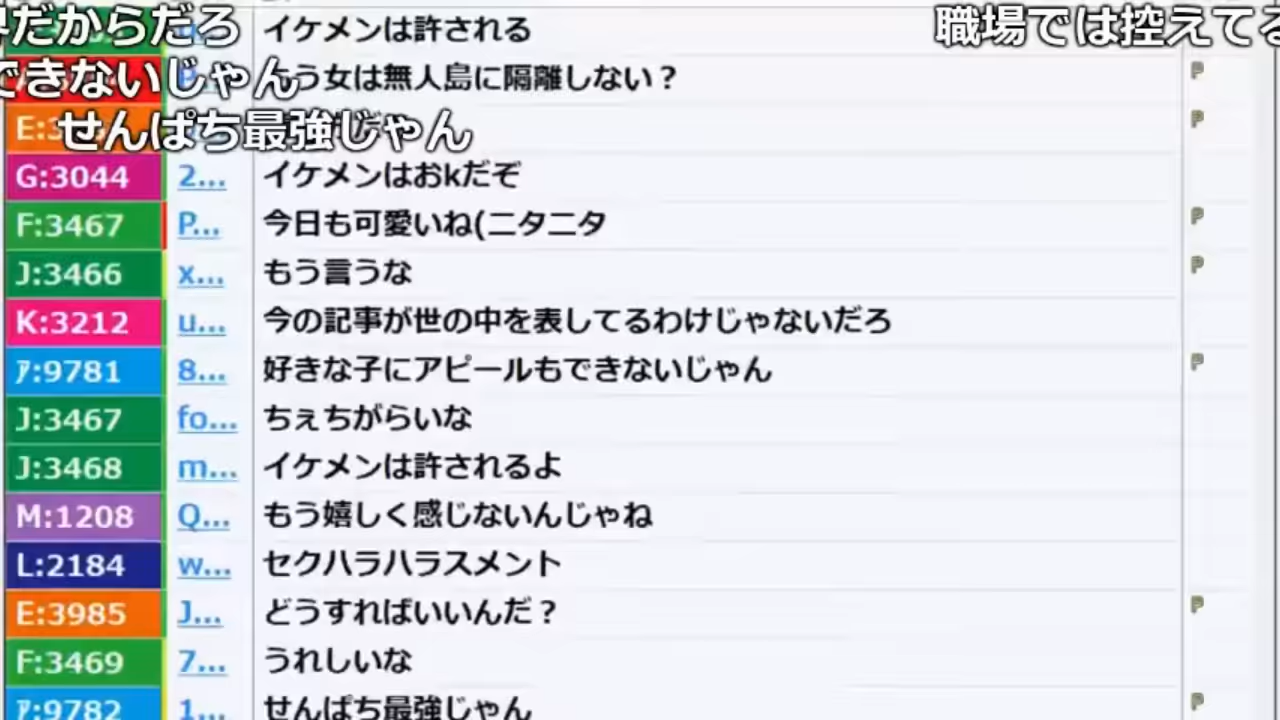 界だからだろ イケメンは許される 職場では控えてる
できないじゃん もう女は無人島に隔離しない？ P
E:3 せんぱち最強じゃん P
G:3044 2... イケメンはおkだぞ
F:3467 P... 今日も可愛いね(ニタニタ P
J:3466 x... もう言うな P
K:3212 u... 今の記事が世の中を表してるわけじゃないだろ
ｱ:9781 8... 好きな子にアピールもできないじゃん P
J:3467 fo... ちぇちがらいな
J:3468 m... イケメンは許されるよ
M:1208 Q... もう嬉しく感じないんじゃね
L:2184 w... セクハラハラスメント
E:3985 J... どうすればいいんだ？ P
F:3469 7... うれしいな
ｱ:9782 1... せんぱち最強じゃん P